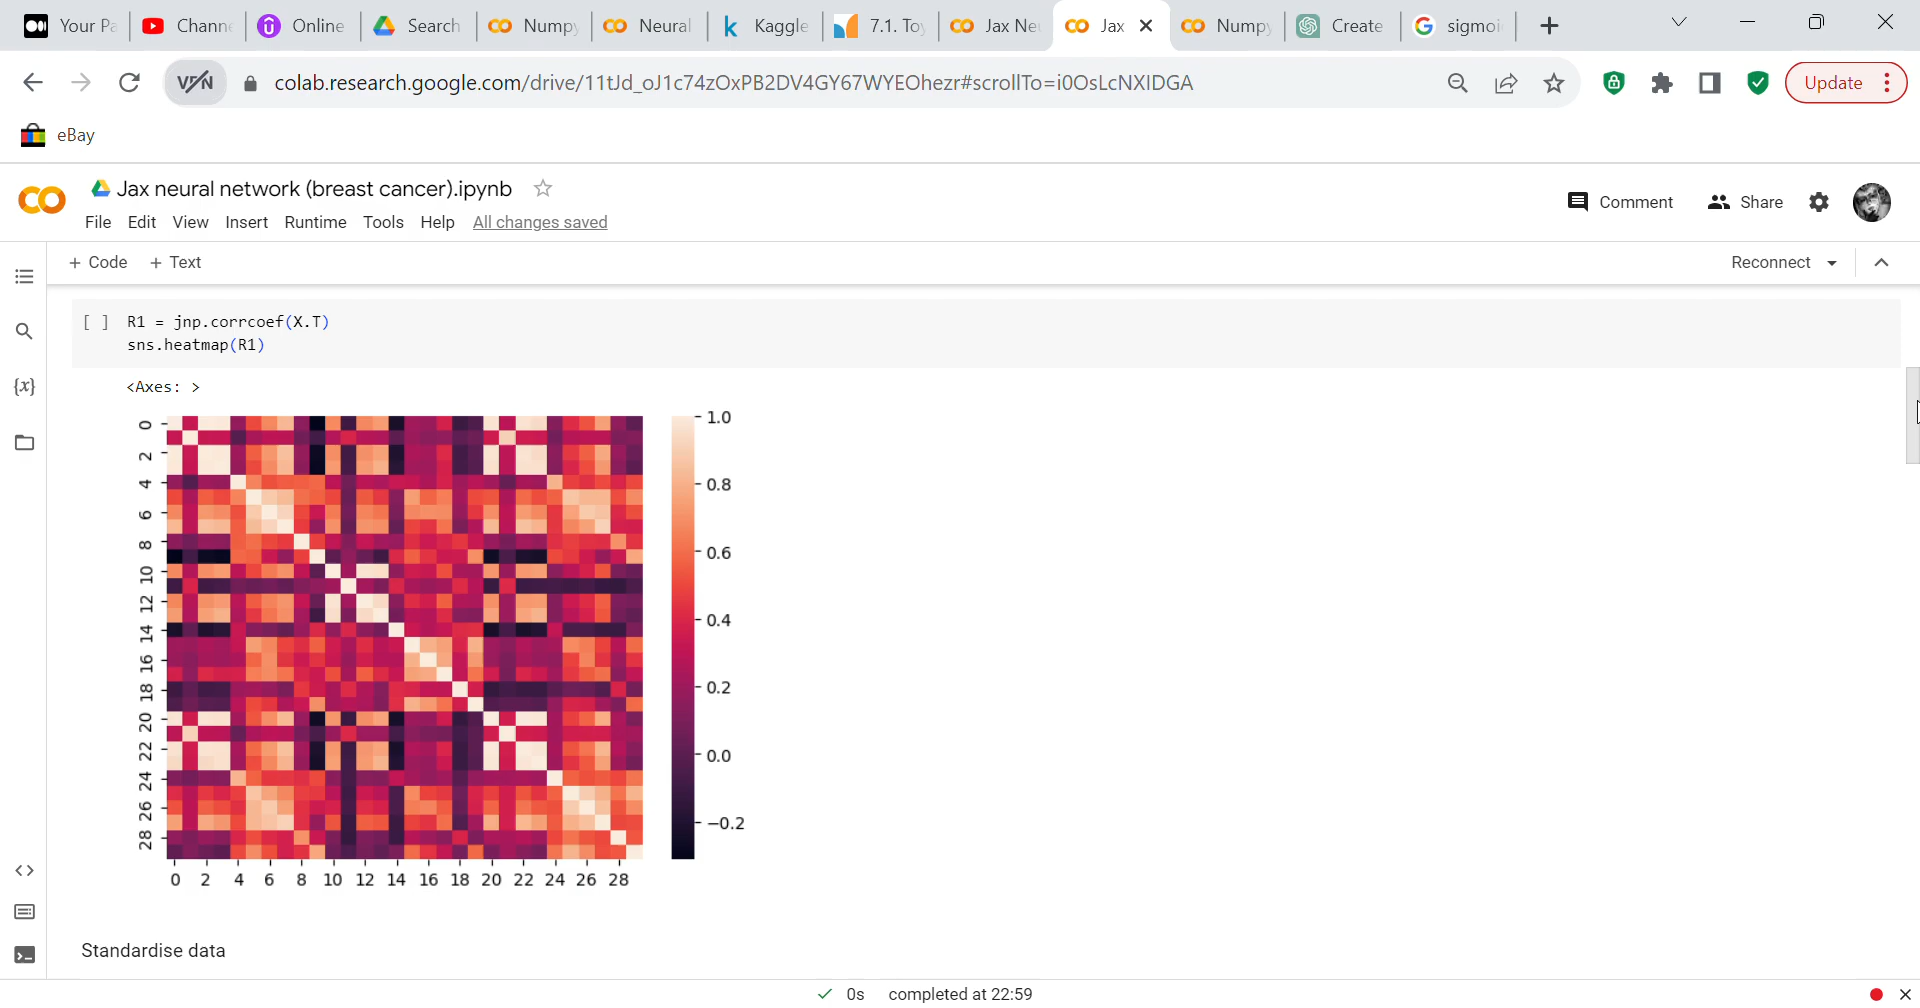 Your Pa Channe Online Search Numpy Neural Kaggle 7.1. Toy Jax Neu Jax Numpy Create sigmoi
VPN colab.research.google.com/drive/11tJd_oJ1c74zOxPB2DV4GY67WYEOhezr#scrollTo=i0OsLcNXIDGA Update
eBay
Jax neural network (breast cancer).ipynb
Comment Share
File Edit View Insert Runtime Tools Help All changes saved
+ Code + Text Reconnect
[ ] R1 = jnp.corrcoef(X.T)
sns.heatmap(R1)
{x}
<Axes: >
0 2 4 6 8 10 12 14 16 18 20 22 24 26 28
1.0
0.8
0.6
0.4
0.2
0.0
−0.2
0 2 4 6 8 10 12 14 16 18 20 22 24 26 28
Standardise data
0s completed at 22:59